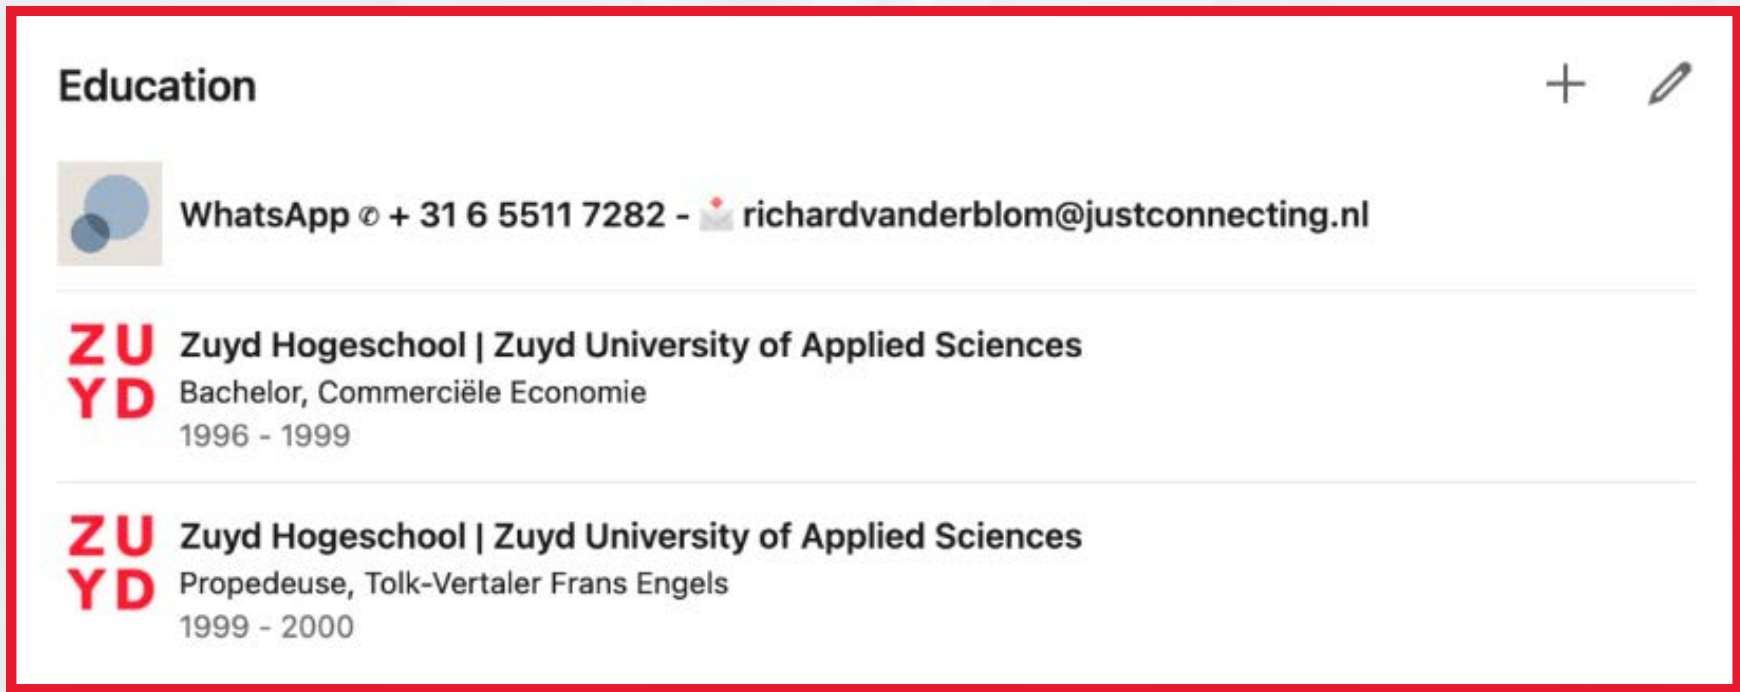 Education
WhatsApp ✆ + 31 6 5511 7282 - 📩 richardvanderblom@justconnecting.nl
ZU
YD
Zuyd Hogeschool | Zuyd University of Applied Sciences
Bachelor, Commerciële Economie
1996 - 1999
ZU
YD
Zuyd Hogeschool | Zuyd University of Applied Sciences
Propedeuse, Tolk-Vertaler Frans Engels
1999 - 2000